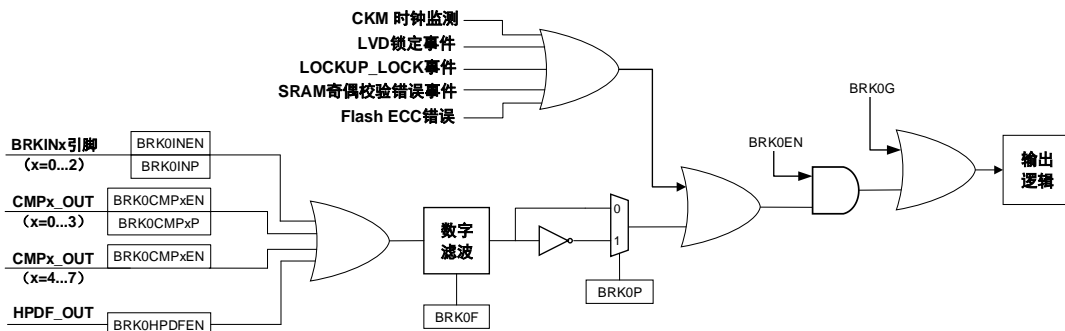 CKM 时钟监测
LVD锁定事件
LOCKUP_LOCK事件
SRAM奇偶校验错误事件
Flash ECC错误
BRK0G
BRKINx引脚
(x=0...2)
BRK0INEN
BRK0INP
BRK0EN
输出
逻辑
CMPx_OUT
(x=0...3)
BRK0CMPxEN
BRK0CMPxP
0
1
数字
滤波
CMPx_OUT
(x=4...7)
BRK0CMPxEN
BRK0P
HPDF_OUT
BRK0HPDFEN
BRK0F